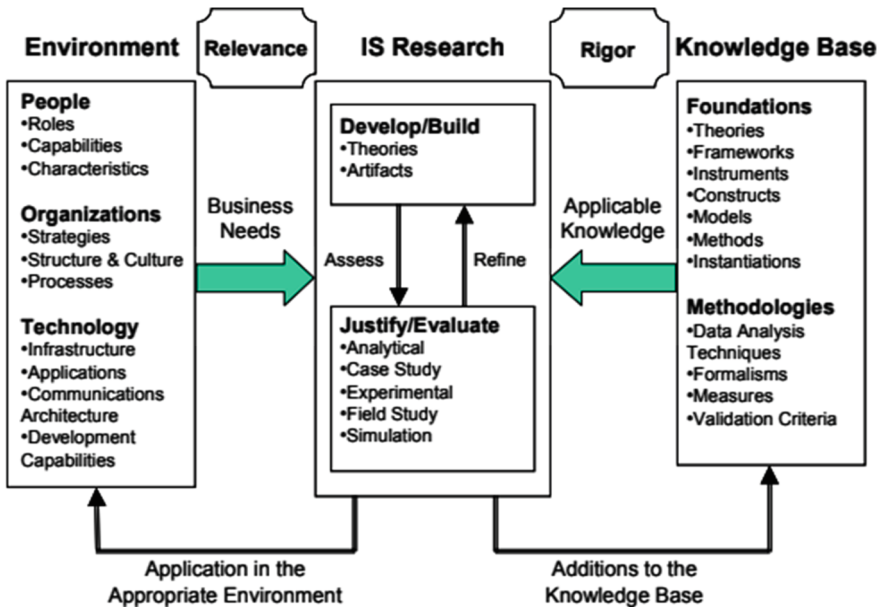 Environment
Relevance
IS Research
Rigor
Knowledge Base
People
•Roles
•Capabilities
•Characteristics
Organizations
•Strategies
•Structure & Culture
•Processes
Technology
•Infrastructure
•Applications
•Communications
Architecture
•Development
Capabilities
Business
Needs
Develop/Build
•Theories
•Artifacts
Assess
Refine
Justify/Evaluate
•Analytical
•Case Study
•Experimental
•Field Study
•Simulation
Applicable
Knowledge
Foundations
•Theories
•Frameworks
•Instruments
•Constructs
•Models
•Methods
•Instantiations
Methodologies
•Data Analysis
Techniques
•Formalisms
•Measures
•Validation Criteria
Application in the
Appropriate Environment
Additions to the
Knowledge Base